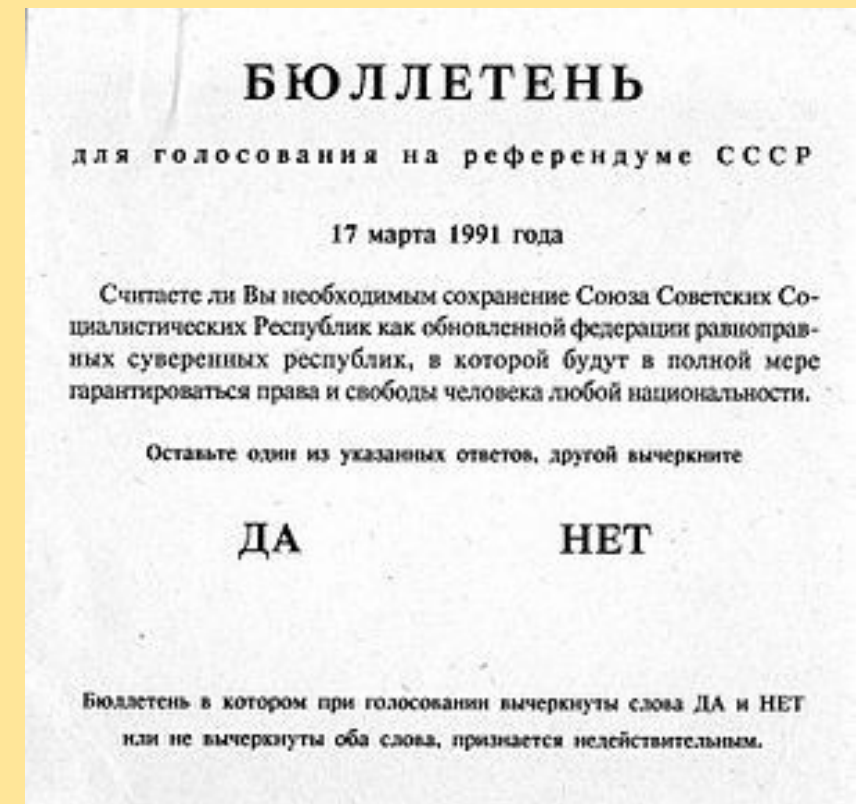 БЮЛЛЕТЕНЬ
для голосования на референдуме СССР
17 марта 1991 года
Считаете ли Вы необходимым сохранение Союза Советских Со-
циалистических Республик как обновленной федерации равноправ-
ных суверенных республик, в которой будут в полной мере
гарантироваться права и свободы человека любой национальности.
Оставьте один из указанных ответов, другой вычеркните
ДА НЕТ
Бюллетень в котором при голосовании вычеркнуты слова ДА и НЕТ
или не вычеркнуты оба слова, признается недействительным.